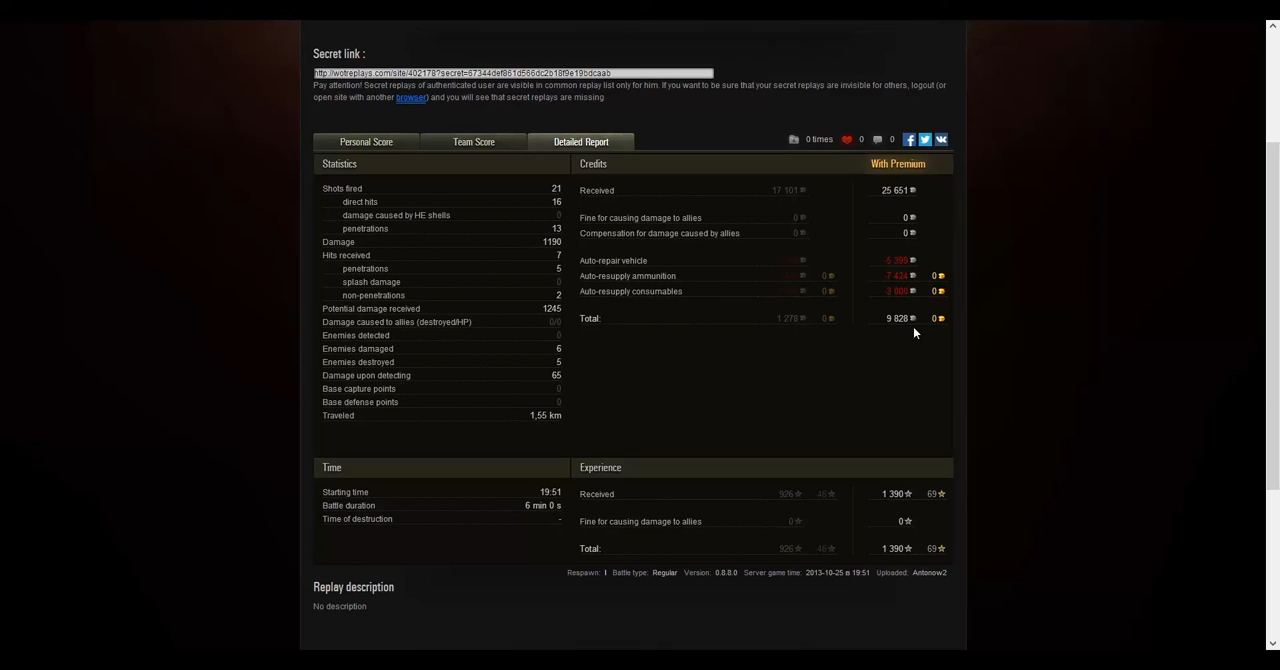 Secret link :
http://wotreplays.com/site/402178?secret=67344def861d566dc2b18f9e19bdcaab
Pay attention! Secret replays of authenticated user are visible in common replay list only for him. If you want to be sure that your secret replays are invisible for others, logout (or
open site with another browser) and you will see that secret replays are missing
Personal Score Team Score Detailed Report 0 times 0 0
Statistics Credits With Premium
Shots fired 21 Received 17 101 25 651
direct hits 16
damage caused by HE shells 0 Fine for causing damage to allies 0 0
penetrations 13 Compensation for damage caused by allies 0 0
Damage 1190
Hits received 7 Auto-repair vehicle -5 399
penetrations 5 Auto-resupply ammunition 0 -7 424 0
splash damage 0
non-penetrations 2 Auto-resupply consumables 0 -3 000 0
Potential damage received 1245
Damage caused to allies (destroyed/HP) 0/0 Total: 1 278 0 9 828 0
Enemies detected 0
Enemies damaged 6
Enemies destroyed 5
Damage upon detecting 65
Base capture points 0
Base defense points 0
Traveled 1,55 km
Time Experience
Starting time 19:51 Received 926 46 1 390 69
Battle duration 6 min 0 s
Time of destruction - Fine for causing damage to allies 0 0
Total: 926 46 1 390 69
Respawn: I Battle type: Regular Version: 0.8.8.0 Server game time: 2013-10-25 в 19:51 Uploaded: Antonow2
Replay description
No description